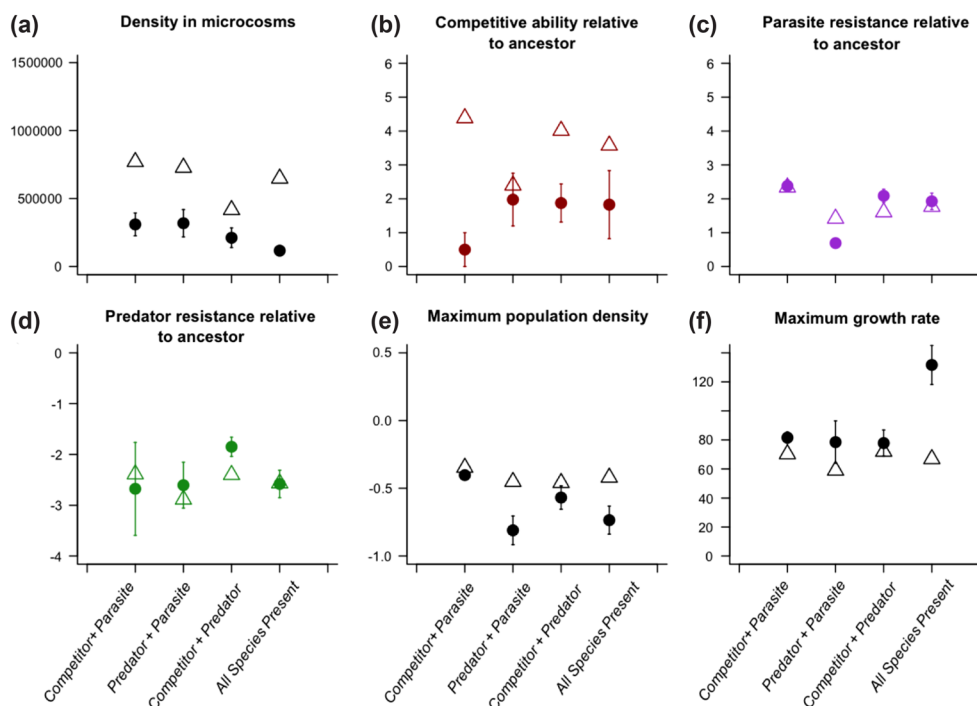 (a) Density in microcosms
1500000
1000000
500000
0
(b) Competitive ability relative
to ancestor
6
5
4
3
2
1
0
(c) Parasite resistance relative
to ancestor
6
5
4
3
2
1
0
(d) Predator resistance relative
to ancestor
0
-1
-2
-3
-4
Competitor+ Parasite
Predator + Parasite
Competitor + Predator
All Species Present
(e) Maximum population density
0.5
0.0
-0.5
-1.0
Competitor+ Parasite
Predator + Parasite
Competitor + Predator
All Species Present
(f) Maximum growth rate
120
80
60
40
20
0
Competitor+ Parasite
Predator + Parasite
Competitor + Predator
All Species Present